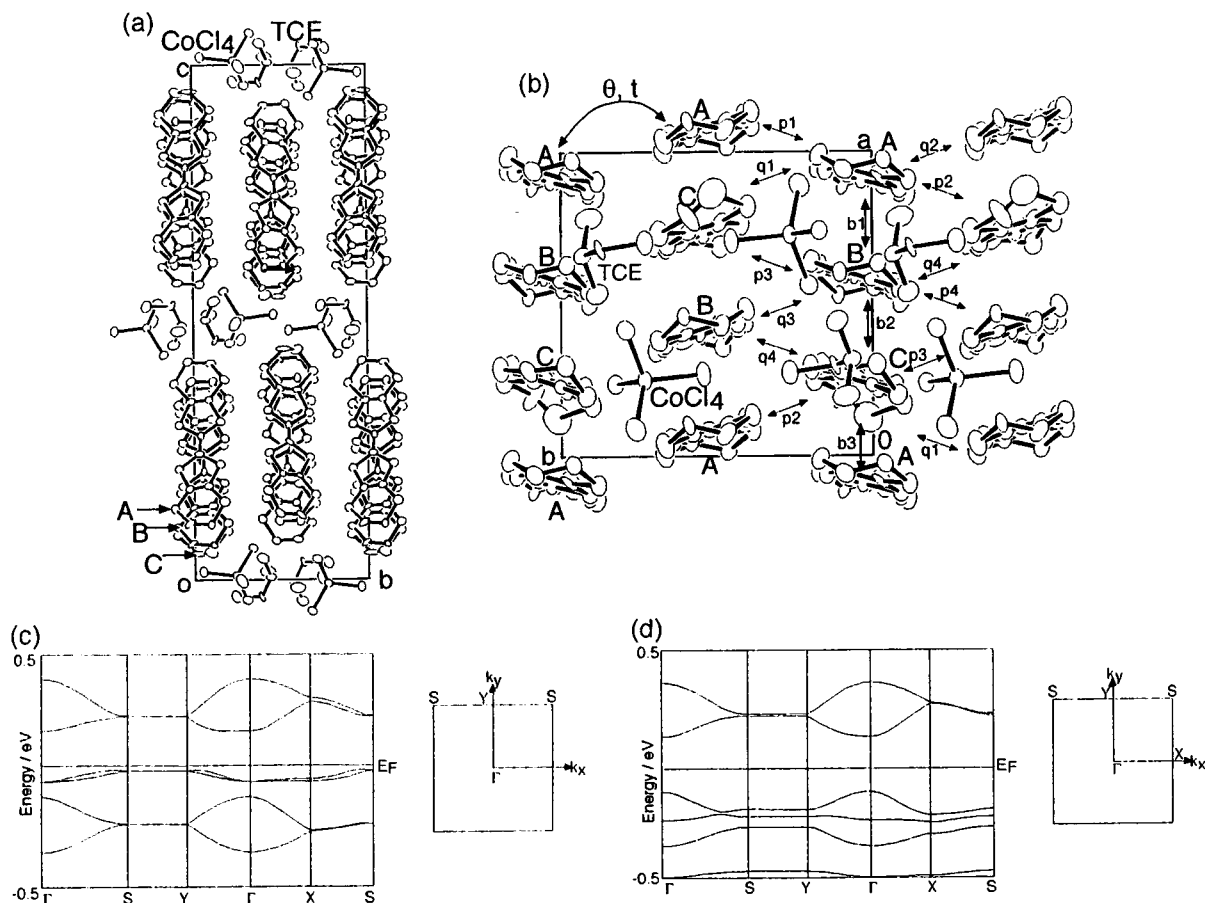 (a)
CoCl4 TCE
c
A
B
C
o b
(b)
θ, t
A p1 a A q2
A
q1 p2
C b1
B TCE p3 B q4
B q3 b2 p4
q4
C CoCl4 C p3
p2
b b3 0 q1
A A
A
(c)
0.5
Energy / eV
EF
-0.5
Γ S Y Γ X S
S Y ky S
Γ kx
(d)
0.5
Energy / eV
EF
-0.5
Γ S Y Γ X S
S Y ky S
X
Γ kx